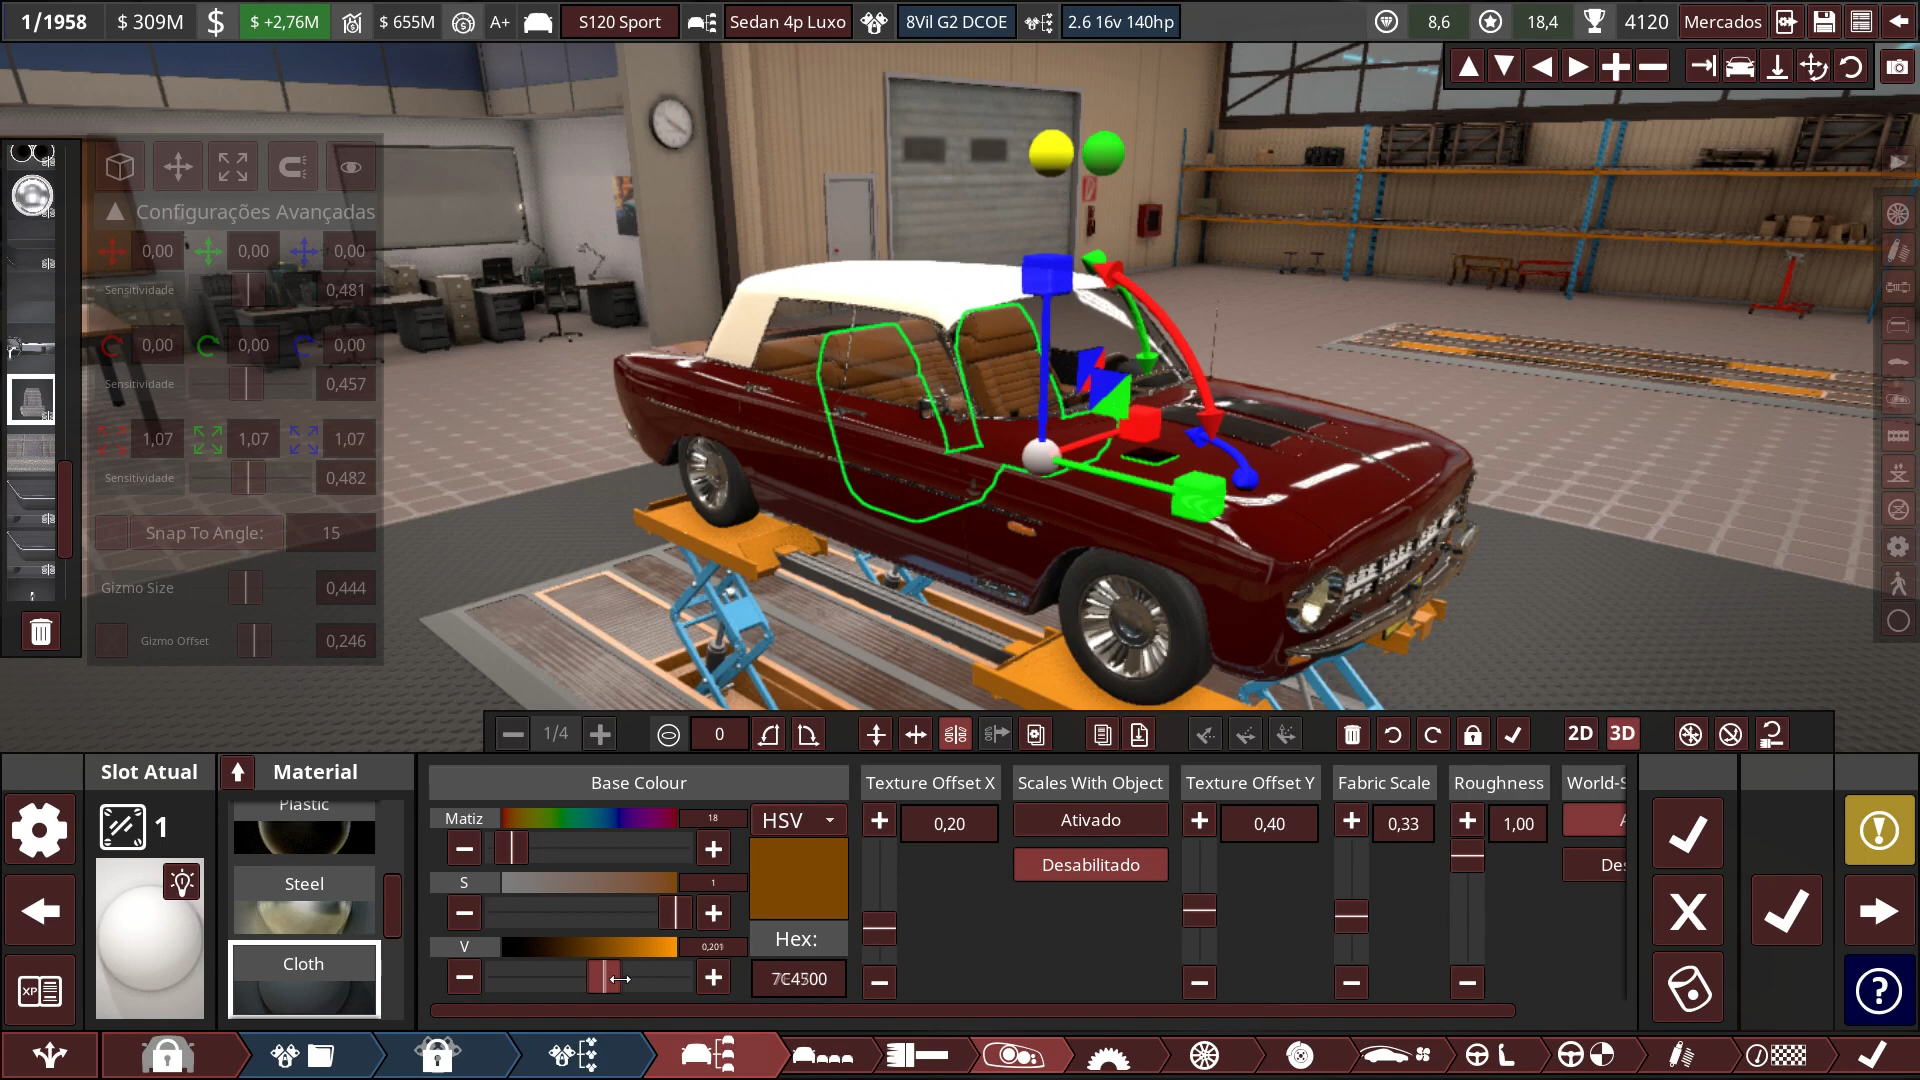 1/1958
$ 309M
$ +2,76M
$ 655M
A+
S120 Sport
Sedan 4p Luxo
8Vil G2 DCOE
2.6 16v 140hp
8,6
18,4
4120
Mercados
Configurações Avançadas
0,00 0,00 0,00
Sensitividade 0,481
0,00 0,00 0,00
Sensitividade 0,457
1,07 1,07 1,07
Sensitividade 0,482
Snap To Angle: 15
Gizmo Size 0,444
Gizmo Offset 0,246
1/4
0
2D
3D
Slot Atual
1
XP
Material
Plastic
Steel
Cloth
Base Colour
Matiz 18
S 1
V 0,201
HSV
Hex:
7C4500
Texture Offset X
0,20
Scales With Object
Ativado
Desabilitado
Texture Offset Y
0,40
Fabric Scale
0,33
Roughness
1,00
World-S
A
Des